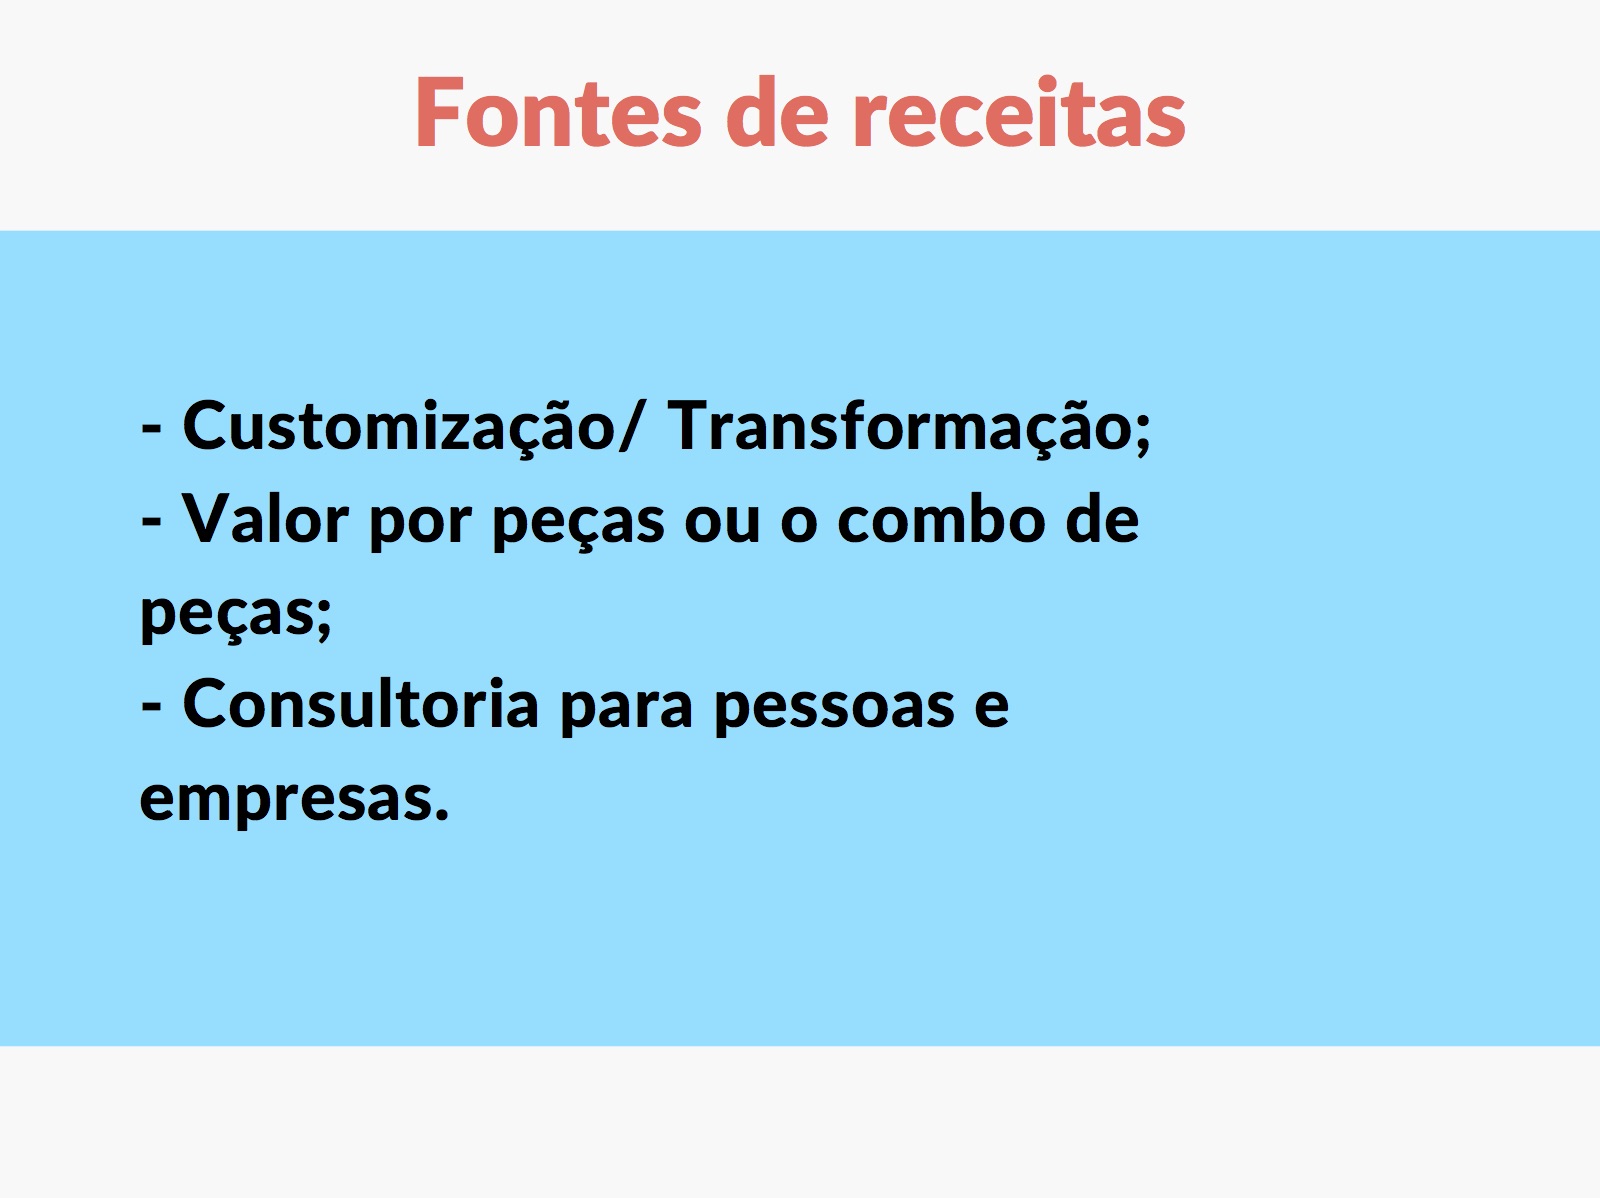 Fontes de receitas
- Customização/ Transformação;
- Valor por peças ou o combo de
peças;
- Consultoria para pessoas e
empresas.